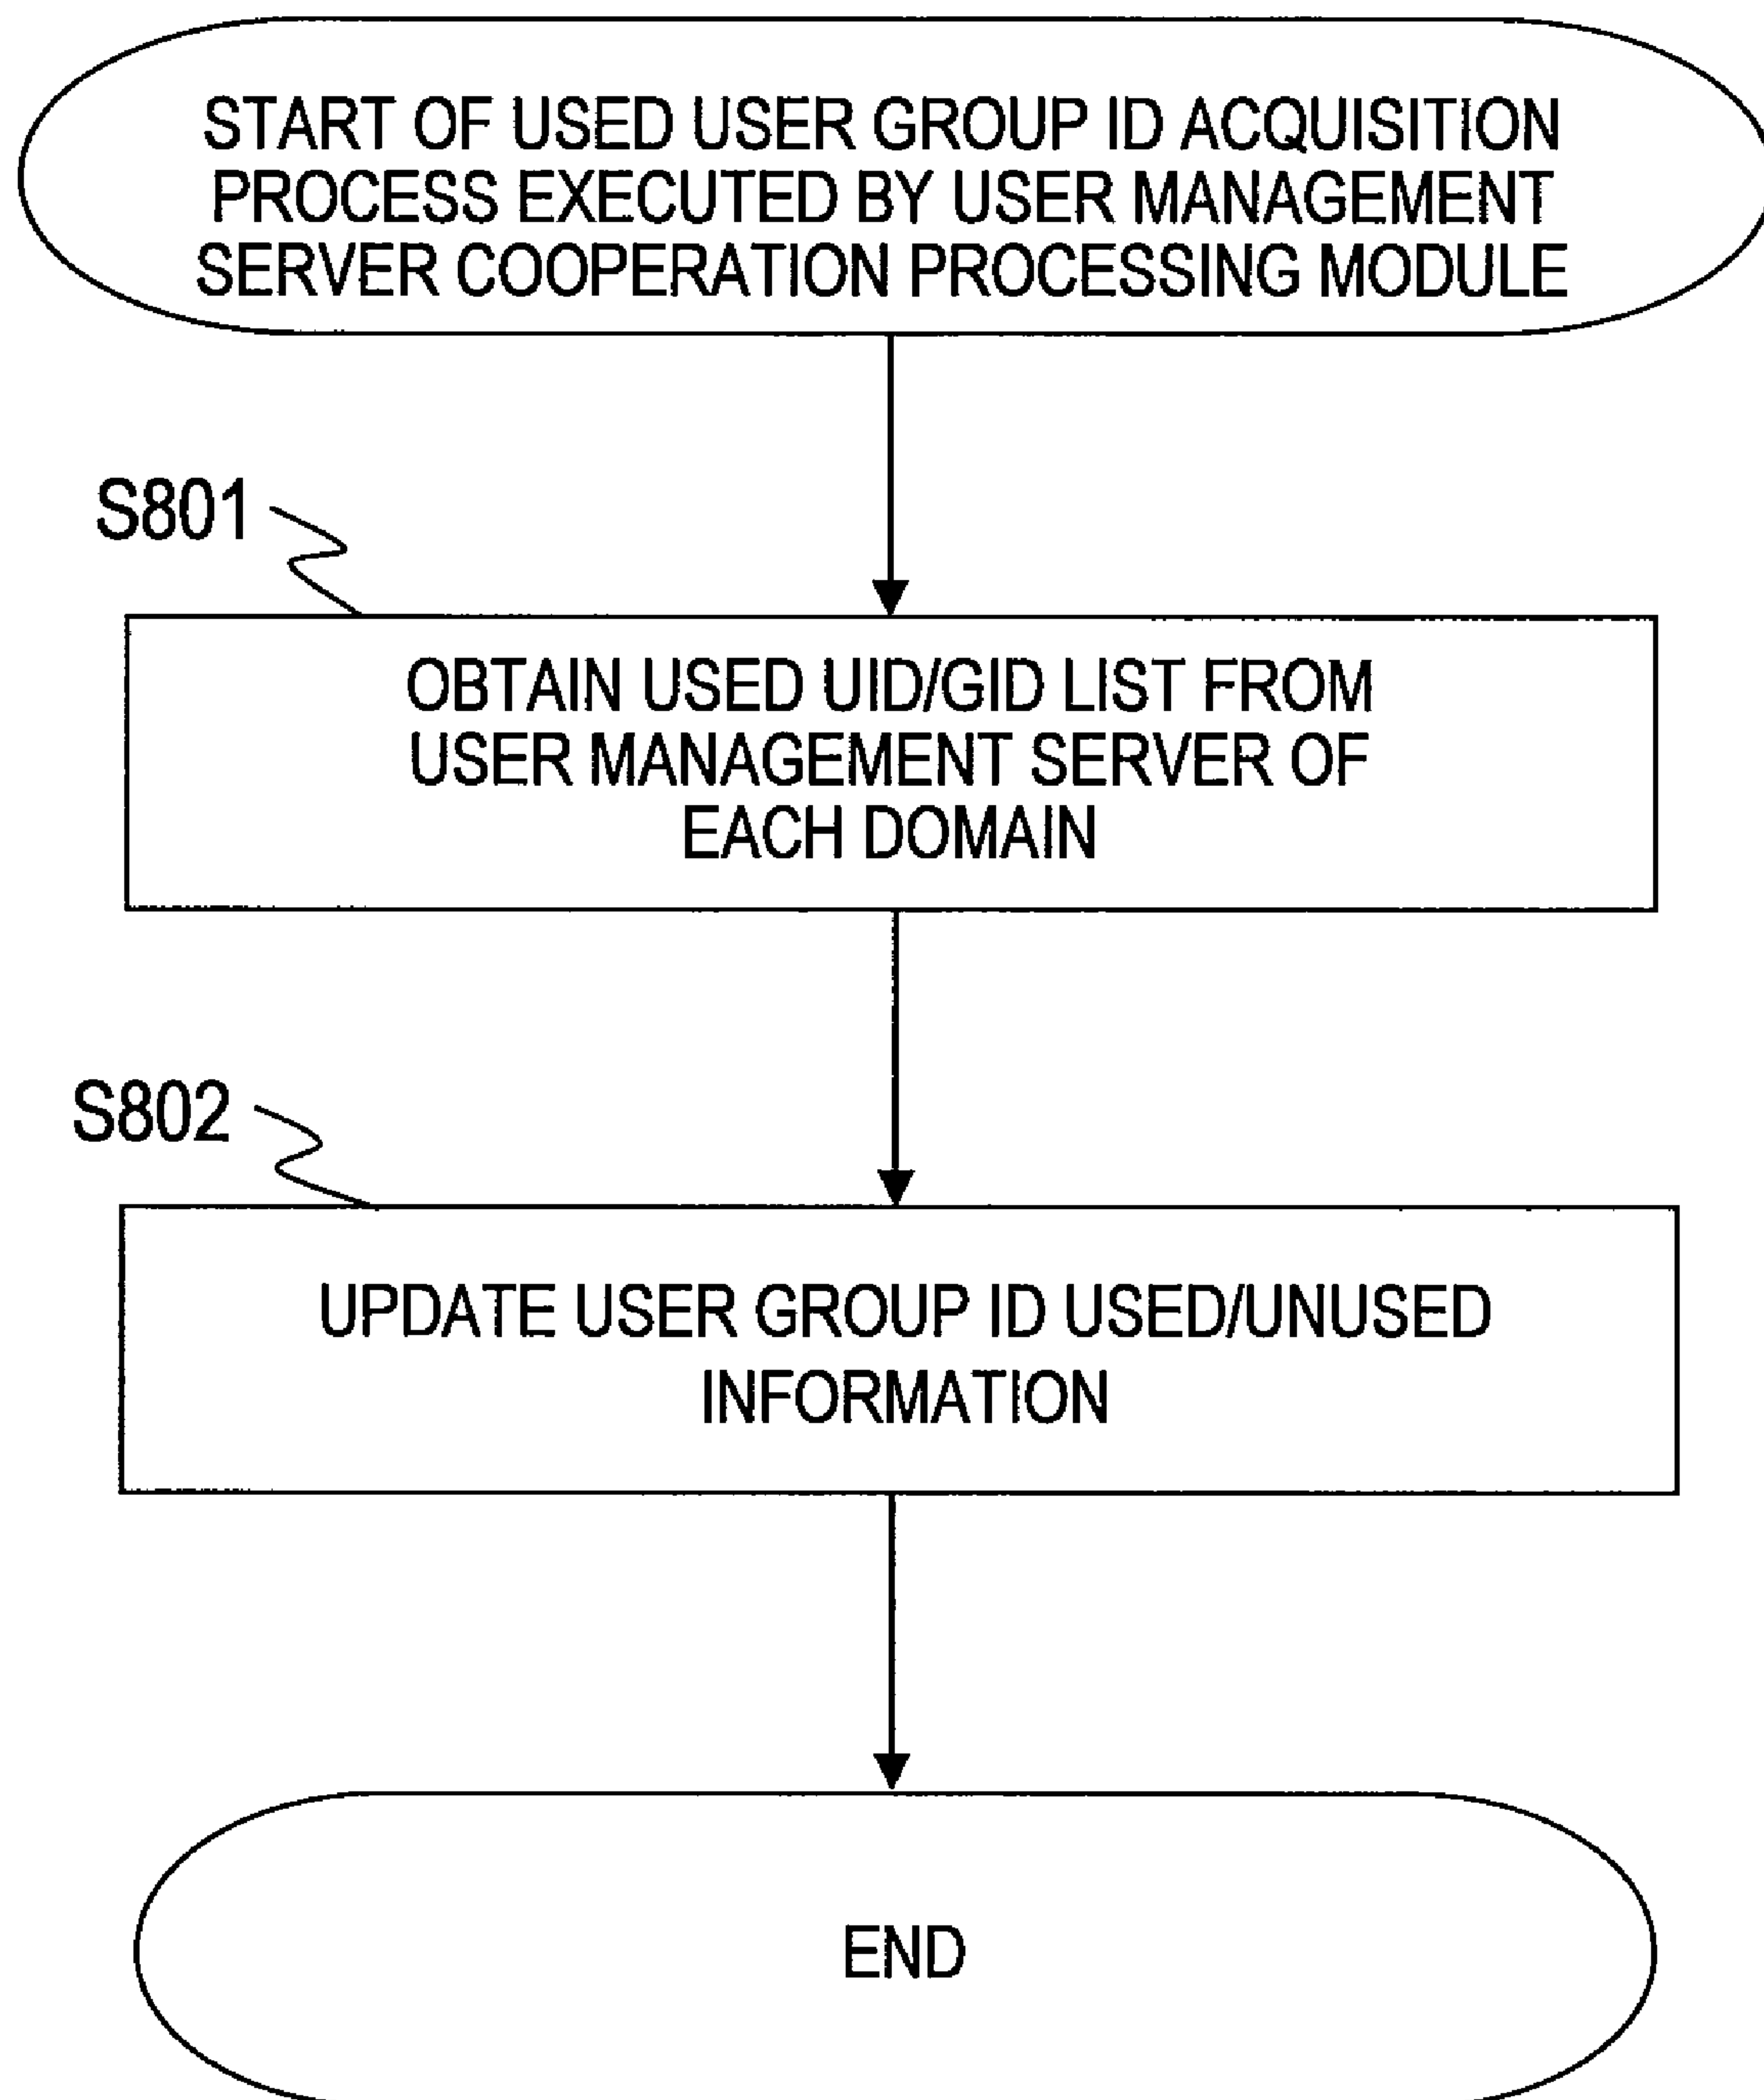 START OF USED USER GROUP ID ACQUISITION
PROCESS EXECUTED BY USER MANAGEMENT
SERVER COOPERATION PROCESSING MODULE
S801
OBTAIN USED UID/GID LIST FROM
USER MANAGEMENT SERVER OF
EACH DOMAIN
S802
UPDATE USER GROUP ID USED/UNUSED
INFORMATION
END